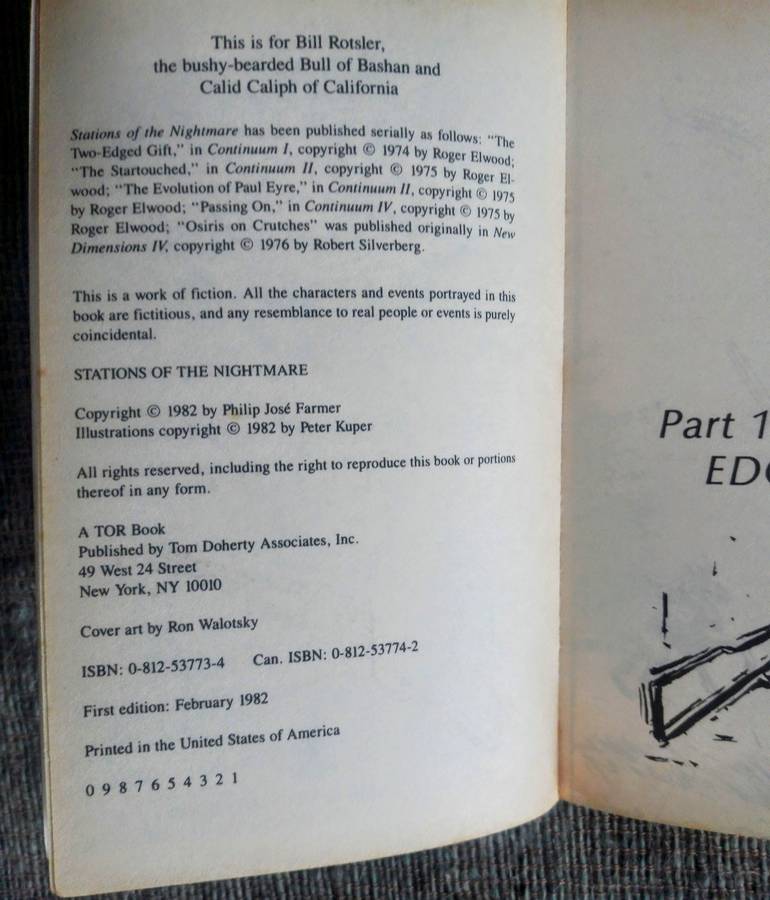 This is for Bill Rotsler,
the bushy-bearded Bull of Bashan and
Calid Caliph of California
Stations of the Nightmare has been published serially as follows: "The
Two-Edged Gift," in Continuum I, copyright © 1974 by Roger Elwood;
"The Startouched," in Continuum II, copyright © 1975 by Roger El-
wood; "The Evolution of Paul Eyre," in Continuum II, copyright © 1975
by Roger Elwood; "Passing On," in Continuum IV, copyright © 1975 by
Roger Elwood; "Osiris on Crutches" was published originally in New
Dimensions IV, copyright © 1976 by Robert Silverberg.
This is a work of fiction. All the characters and events portrayed in this
book are fictitious, and any resemblance to real people or events is purely
coincidental.
STATIONS OF THE NIGHTMARE
Copyright © 1982 by Philip José Farmer
Illustrations copyright © 1982 by Peter Kuper
All rights reserved, including the right to reproduce this book or portions
thereof in any form.
A TOR Book
Published by Tom Doherty Associates, Inc.
49 West 24 Street
New York, NY 10010
Cover art by Ron Walotsky
ISBN: 0-812-53773-4 Can. ISBN: 0-812-53774-2
First edition: February 1982
Printed in the United States of America
0 9 8 7 6 5 4 3 2 1
Part 1
ED